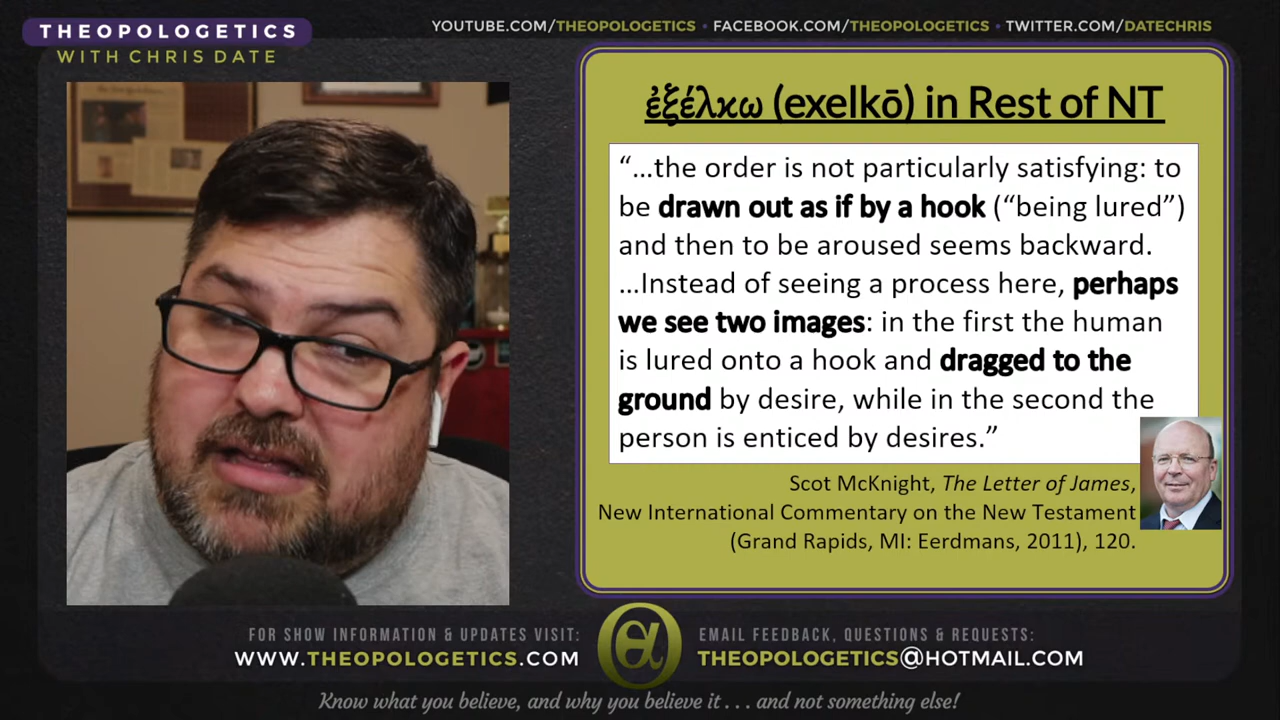 THEOPOLOGETICS
WITH CHRIS DATE
YOUTUBE.COM/THEOPOLOGETICS • FACEBOOK.COM/THEOPOLOGETICS • TWITTER.COM/DATECHRIS
ἐξέλκω (exelkō) in Rest of NT
“...the order is not particularly satisfying: to
be drawn out as if by a hook (“being lured”)
and then to be aroused seems backward.
...Instead of seeing a process here, perhaps
we see two images: in the first the human
is lured onto a hook and dragged to the
ground by desire, while in the second the
person is enticed by desires.”
Scot McKnight, The Letter of James,
New International Commentary on the New Testament
(Grand Rapids, MI: Eerdmans, 2011), 120.
FOR SHOW INFORMATION & UPDATES VISIT:
WWW.THEOPOLOGETICS.COM
EMAIL FEEDBACK, QUESTIONS & REQUESTS:
THEOPOLOGETICS@HOTMAIL.COM
Know what you believe, and why you believe it . . . and not something else!